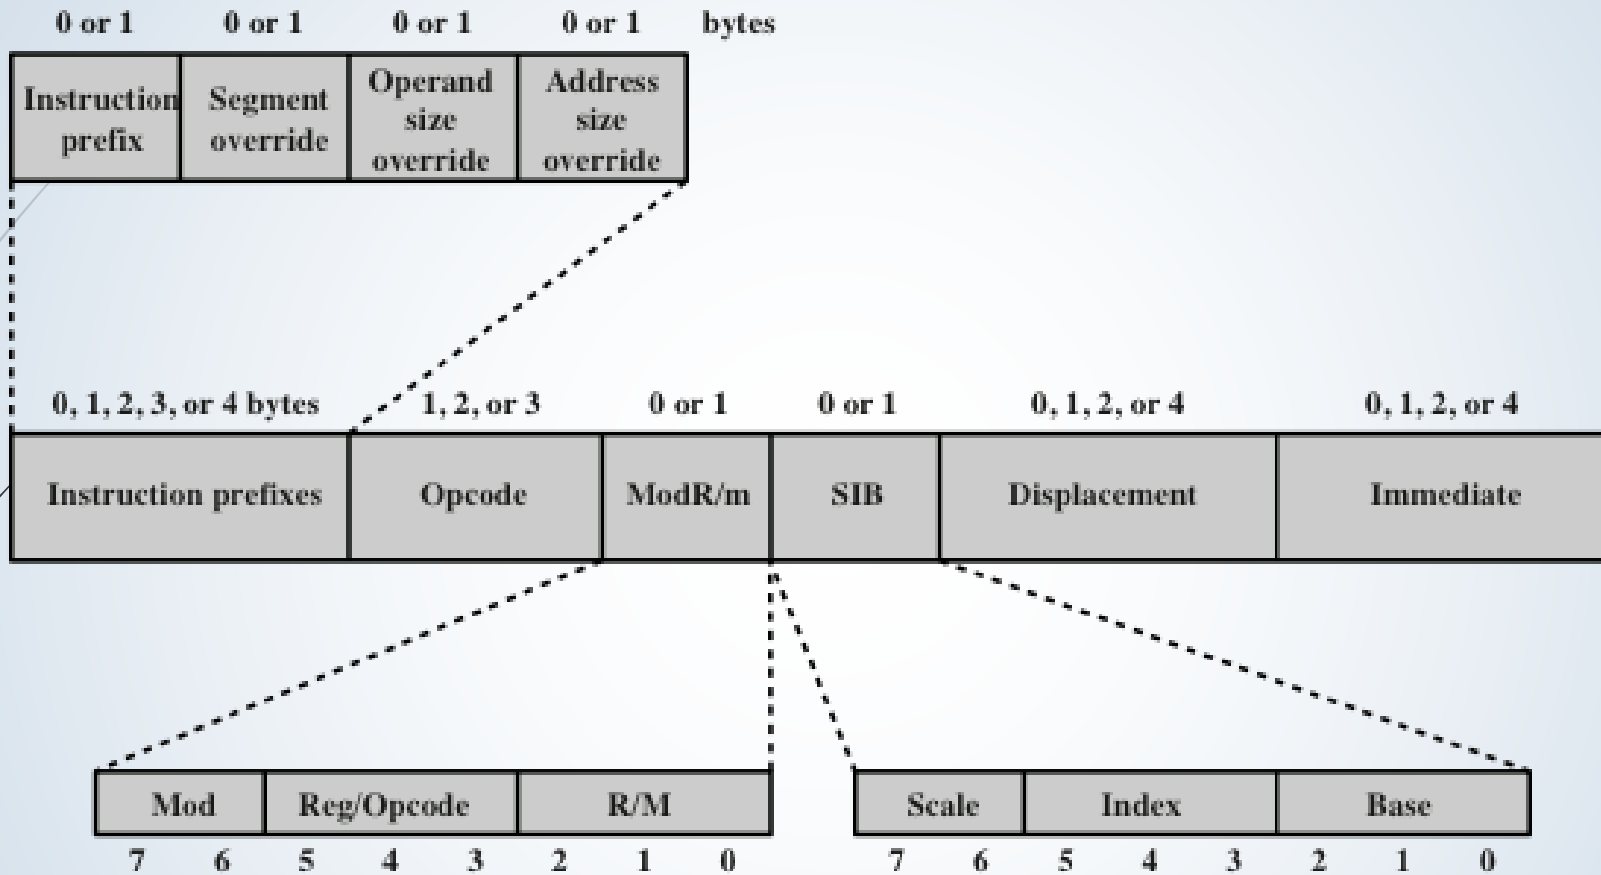 0 or 1 0 or 1 0 or 1 0 or 1 bytes
Instruction prefix
Segment override
Operand size override
Address size override
0, 1, 2, 3, or 4 bytes 1, 2, or 3 0 or 1 0 or 1 0, 1, 2, or 4 0, 1, 2, or 4
Instruction prefixes Opcode ModR/m SIB Displacement Immediate
Mod Reg/Opcode R/M Scale Index Base
7 6 5 4 3 2 1 0 7 6 5 4 3 2 1 0